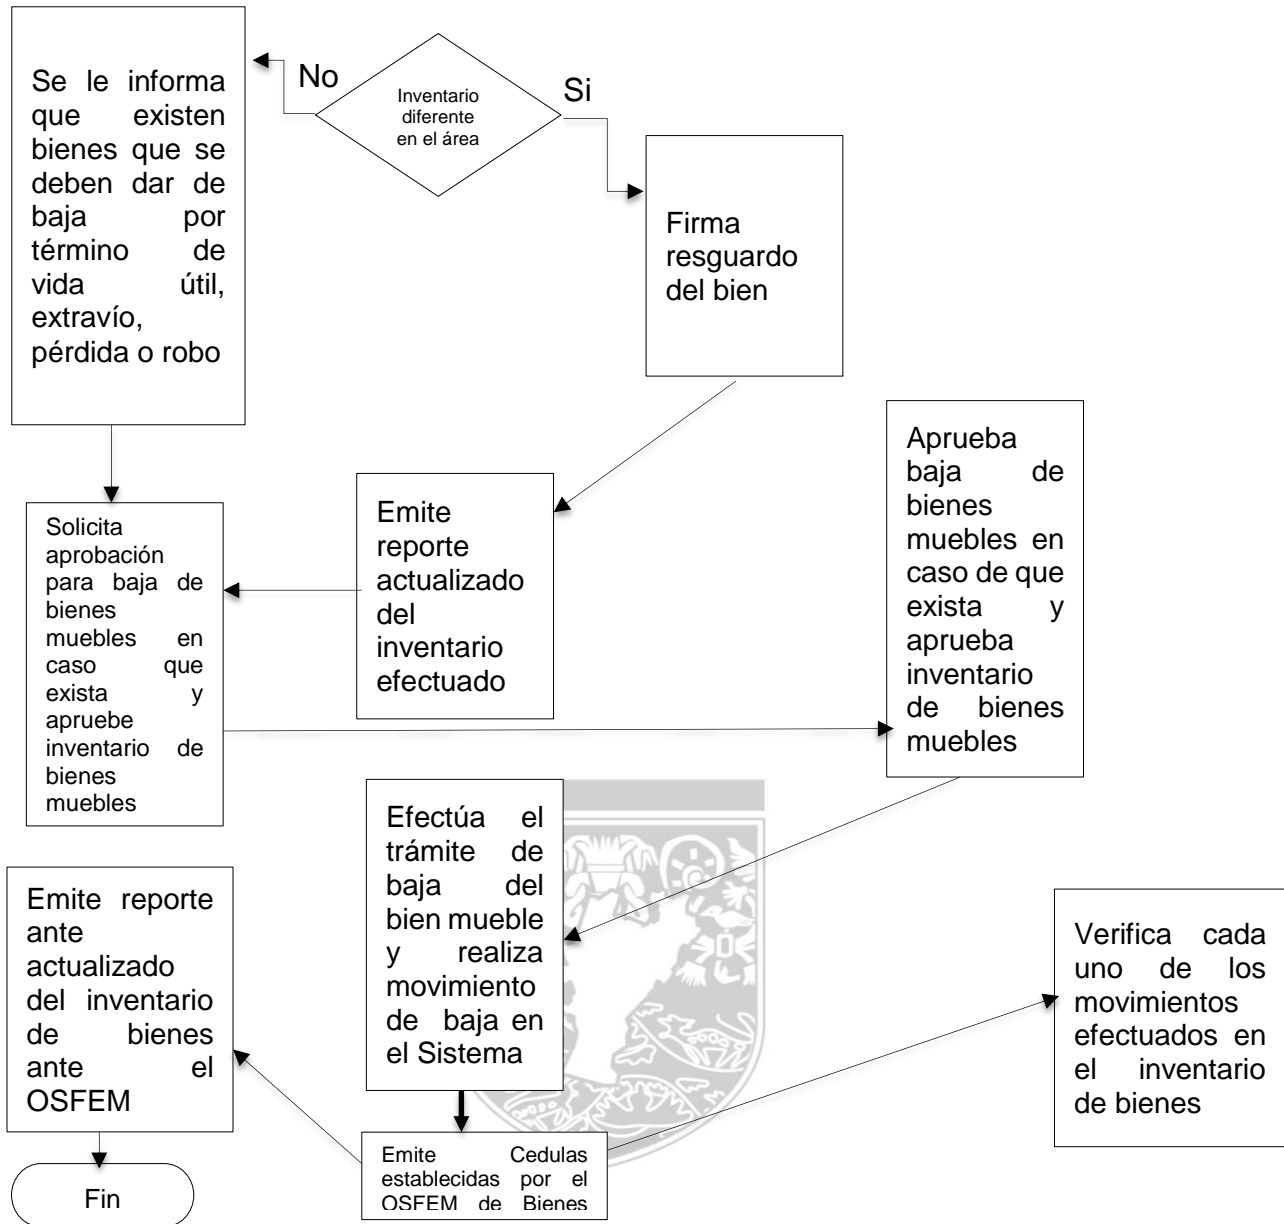 Inventario
diferente
en el área
No
Si
Se le informa
que existen
bienes que se
deben dar de
baja por
término de
vida útil,
extravío,
pérdida o robo
Firma
resguardo
del bien
Emite
reporte
actualizado
del
inventario
efectuado
Solicita
aprobación
para baja de
bienes
muebles en
caso que
exista y
apruebe
inventario de
bienes
muebles
Aprueba
baja de
bienes
muebles en
caso de que
exista y
aprueba
inventario
de bienes
muebles
Efectúa el
trámite de
baja del
bien mueble
y realiza
movimiento
de baja en
el Sistema
Emite Cedulas
establecidas por el
OSFEM de Bienes
Verifica cada
uno de los
movimientos
efectuados en
el inventario
de bienes
Emite reporte
ante
actualizado
del inventario
de bienes
ante el
OSFEM
Fin